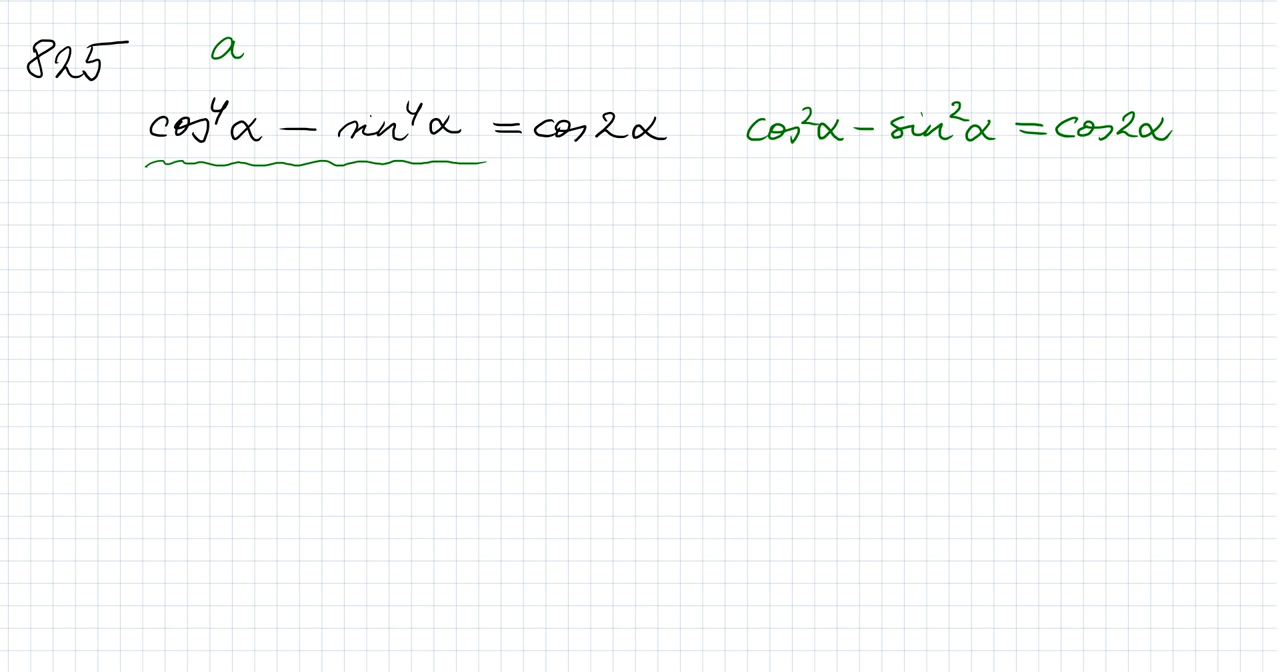 825 a
cos⁴α − sin⁴α = cos2α cos²α − sin²α = cos2α